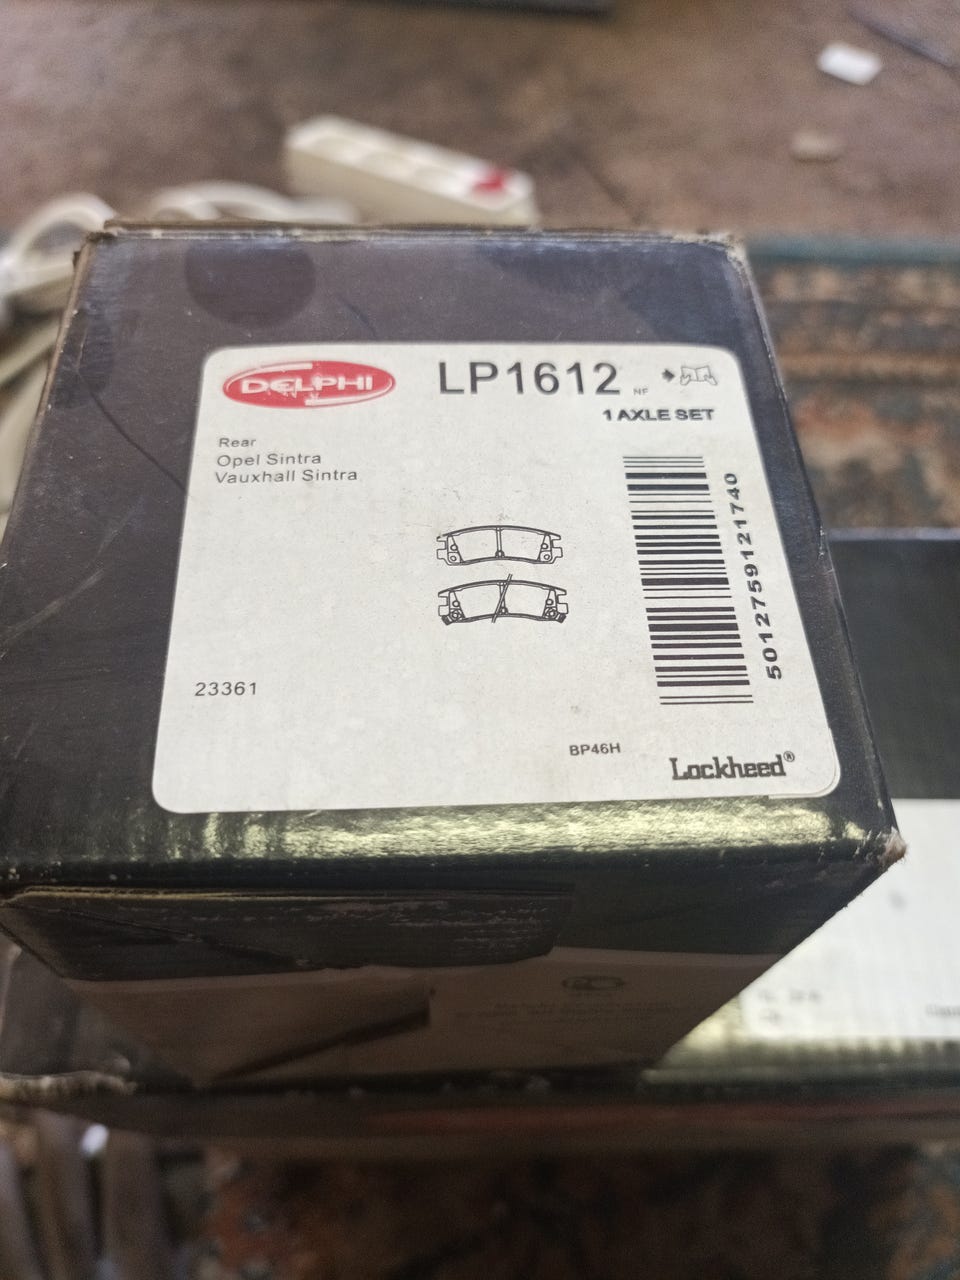 DELPHI
LP1612 NF
1 AXLE SET
Rear
Opel Sintra
Vauxhall Sintra
5012759121740
23361
BP46H
Lockheed®